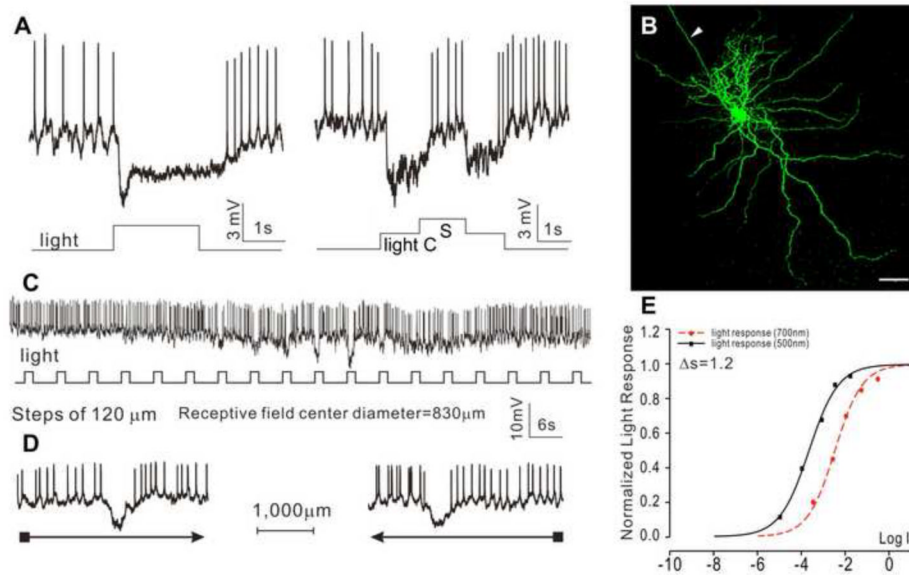 A
light
3 mV
1s
light C
S
3 mV
1s
B
C
light
Steps of 120 µm
Receptive field center diameter=830µm
10mV
6s
D
1,000µm
E
Normalized Light Response
1.2
1.0
0.8
0.6
0.4
0.2
0.0
light response (700nm)
light response (500nm)
Δs=1.2
-10
-8
-6
-4
-2
0
Log I